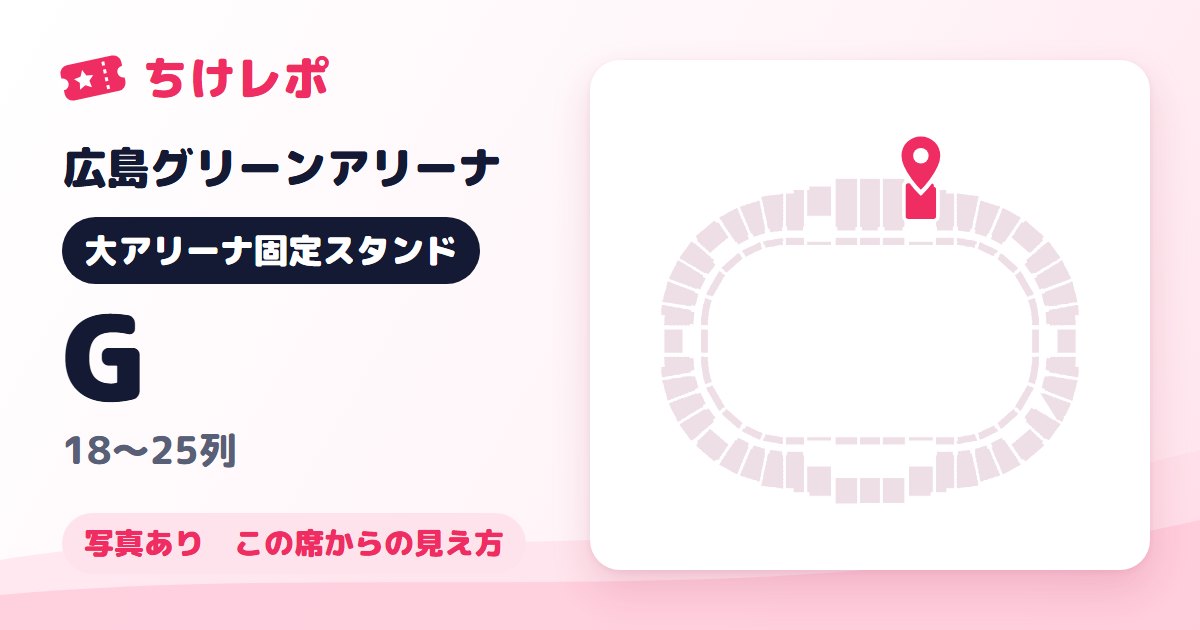 ちけレポ
広島グリーンアリーナ
大アリーナ固定スタンド
G
18〜25列
写真あり　この席からの見え方